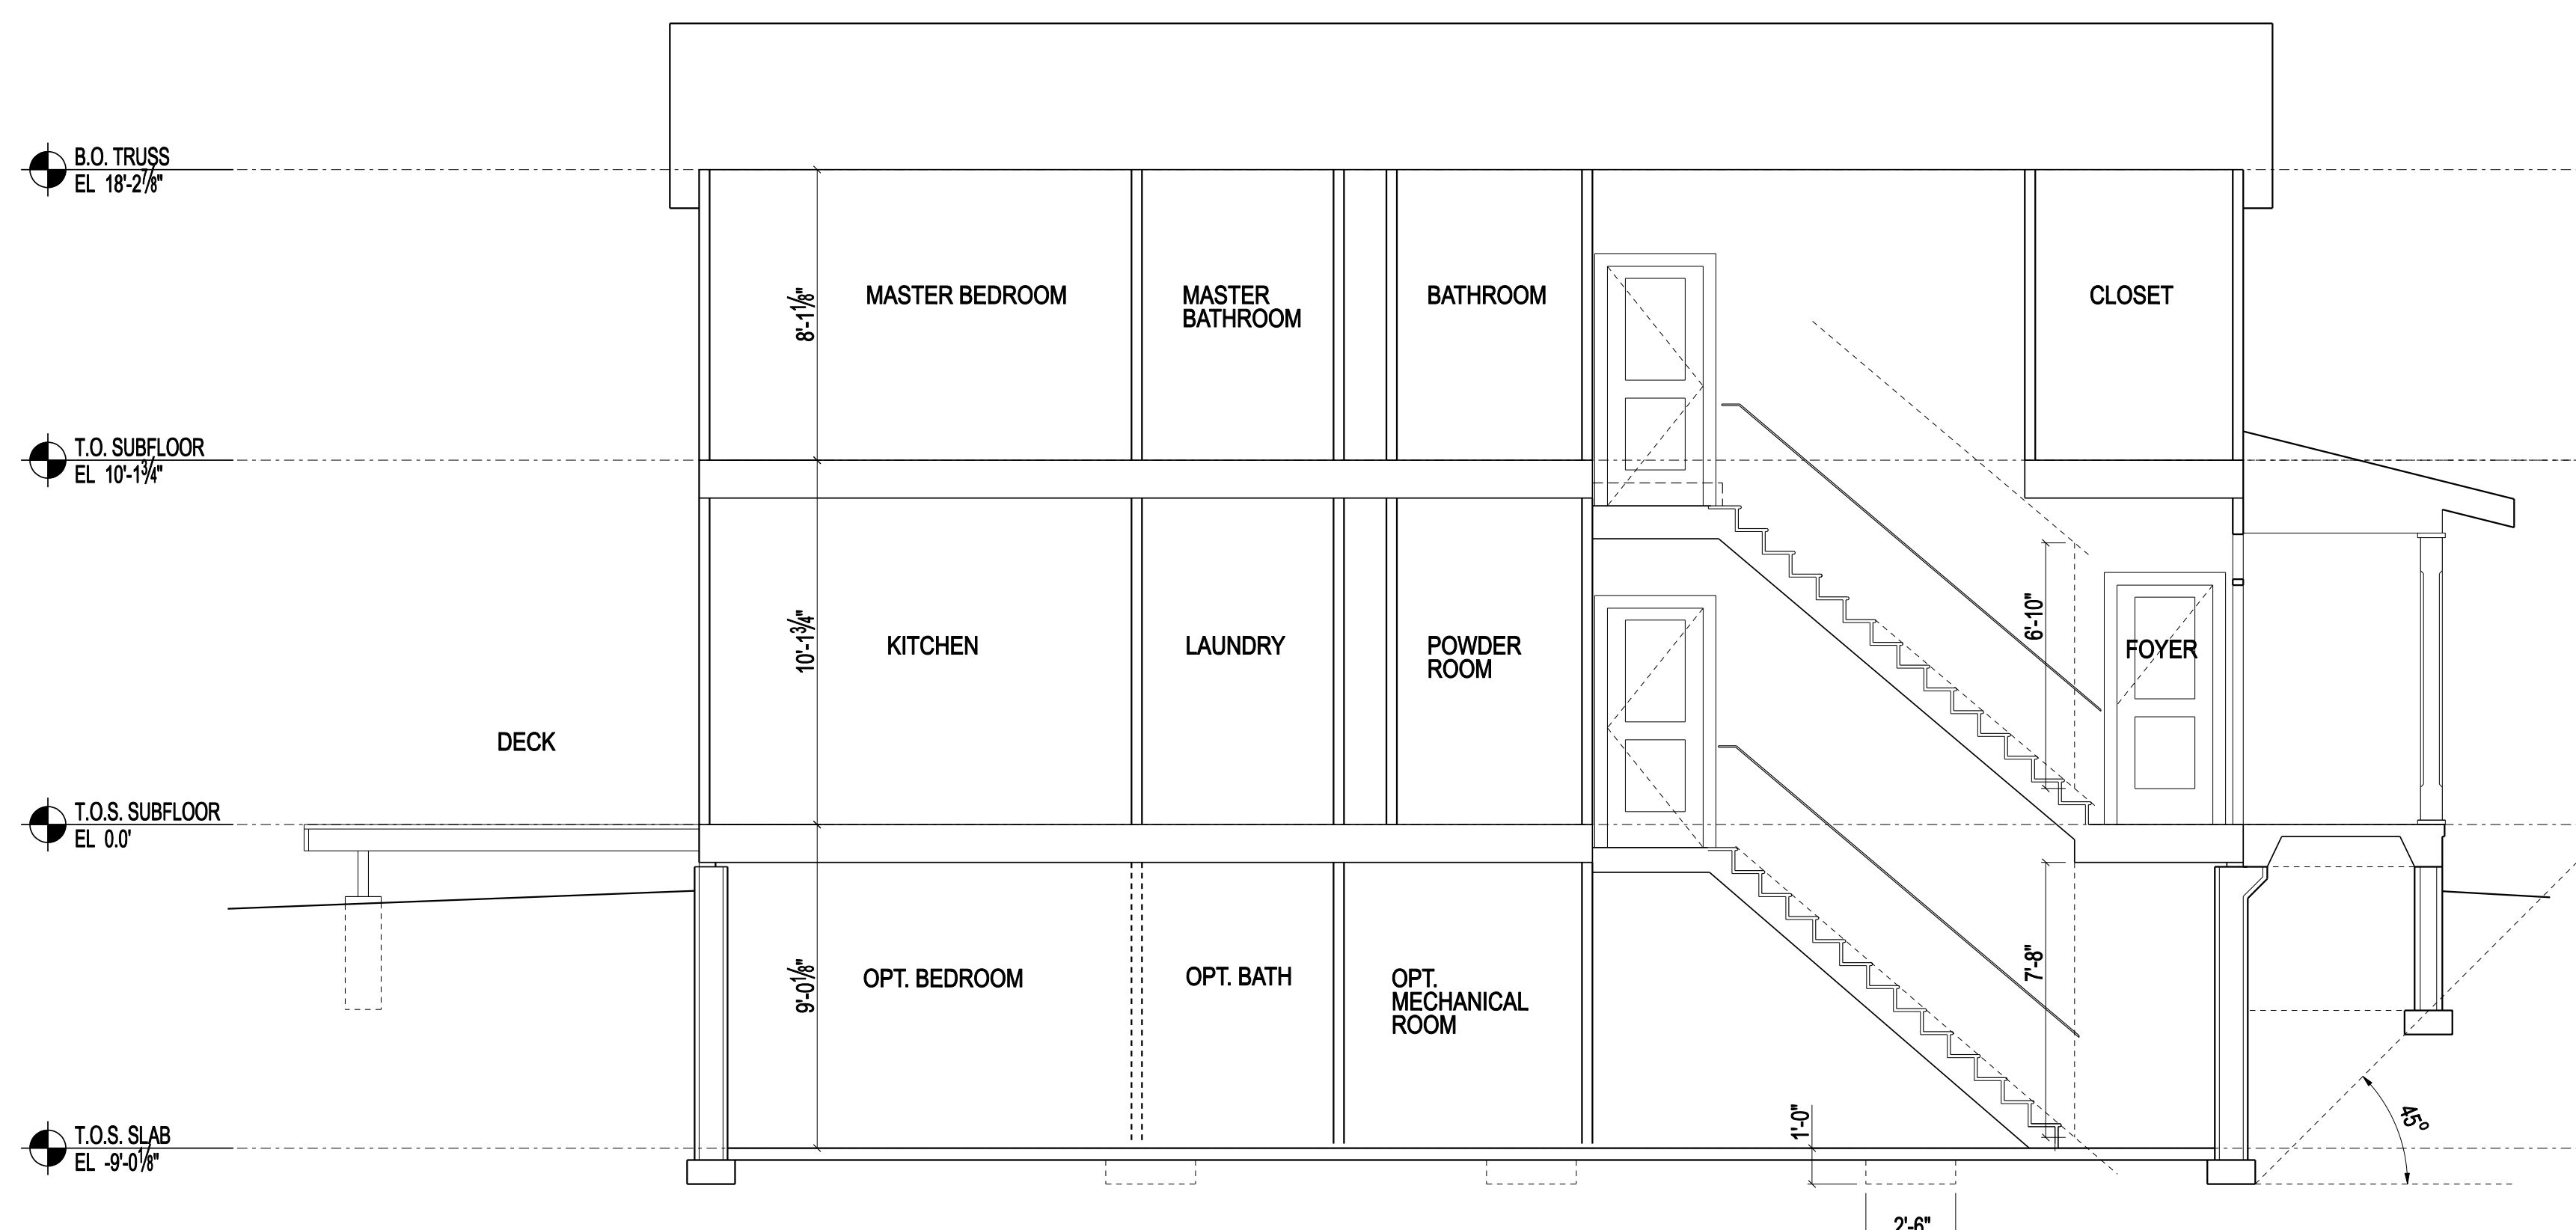 B.O. TRUSS
EL 18'-2⅞"
8'-1⅛"
MASTER BEDROOM
MASTER
BATHROOM
BATHROOM
CLOSET
T.O. SUBFLOOR
EL 10'-1¾"
10'-1¾"
KITCHEN
LAUNDRY
POWDER
ROOM
6'-10"
FOYER
DECK
T.O.S. SUBFLOOR
EL 0.0'
9'-0⅛"
OPT. BEDROOM
OPT. BATH
OPT.
MECHANICAL
ROOM
7'-8"
T.O.S. SLAB
EL -9'-0⅛"
1'-0"
45°
2'-6"